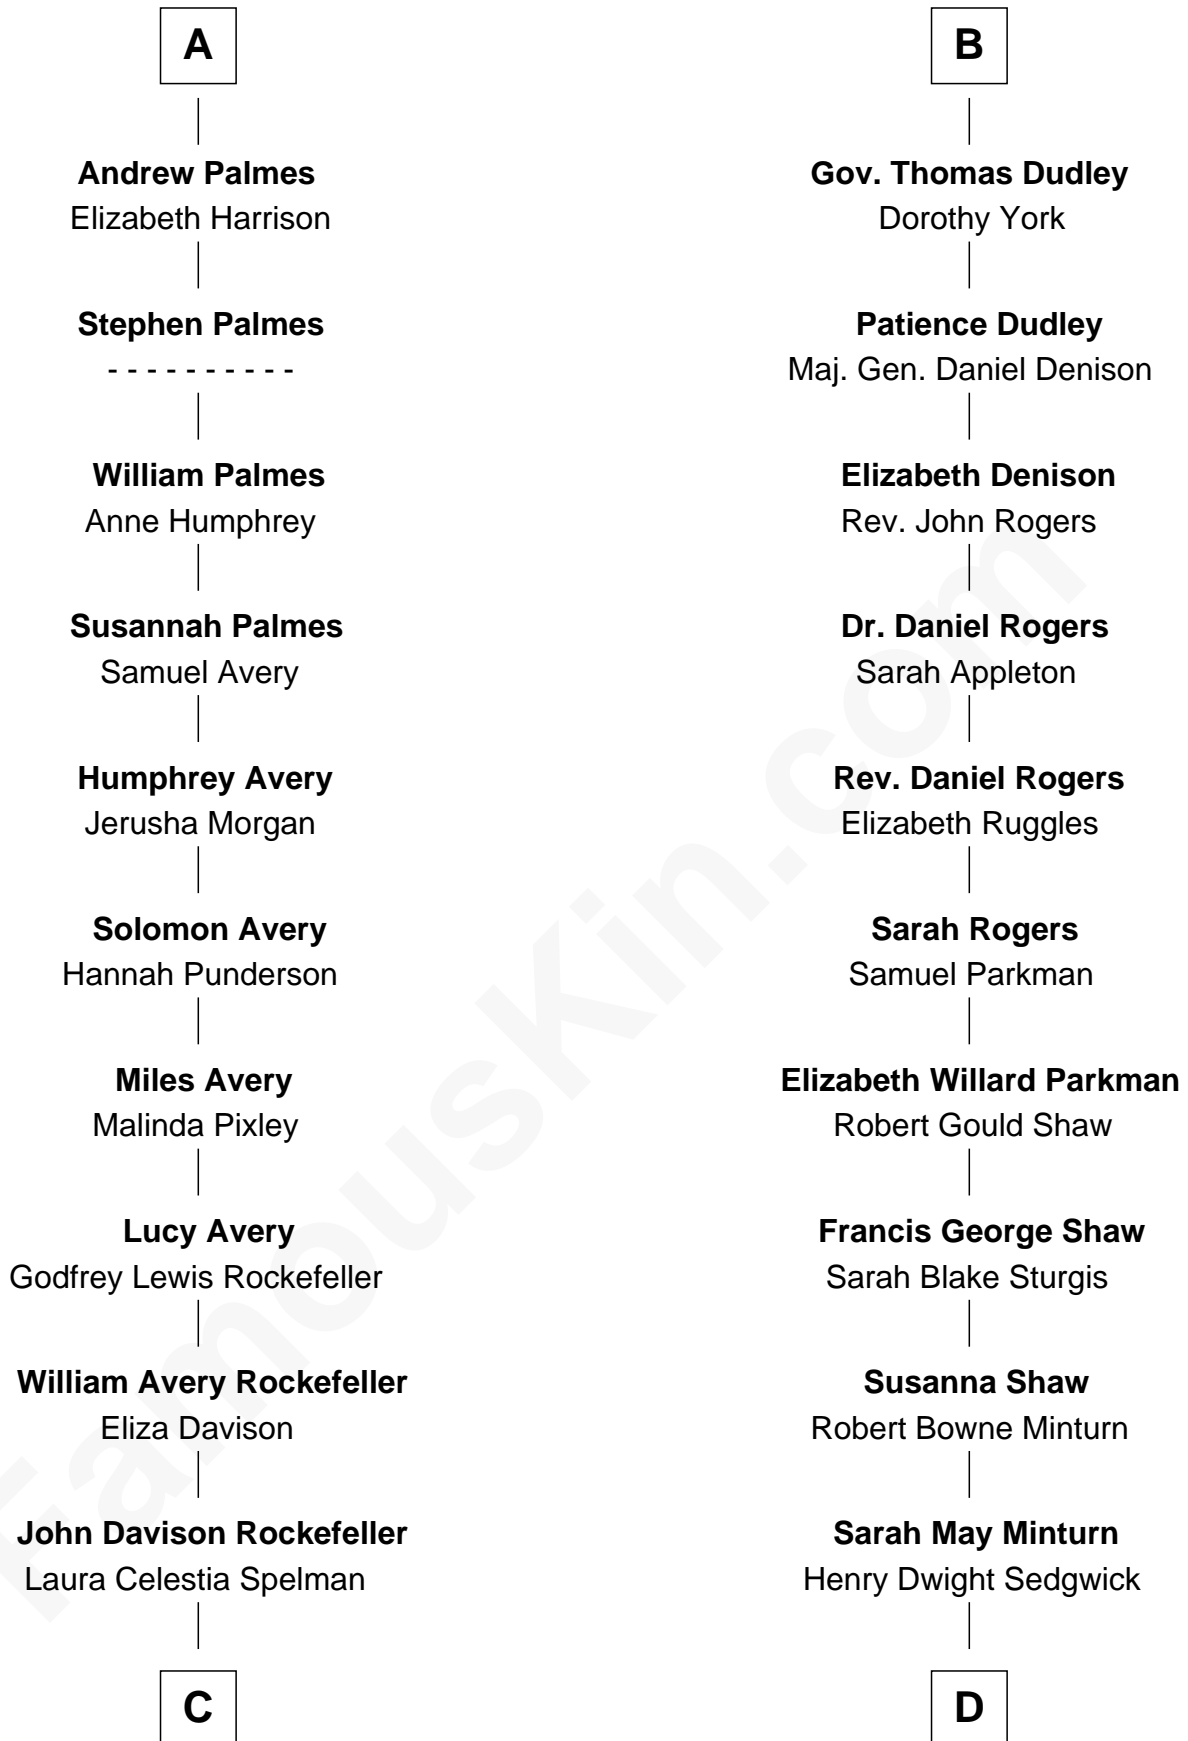 A
Andrew Palmes
Elizabeth Harrison
Stephen Palmes
- - - - - - - - - -
William Palmes
Anne Humphrey
Susannah Palmes
Samuel Avery
Humphrey Avery
Jerusha Morgan
Solomon Avery
Hannah Punderson
Miles Avery
Malinda Pixley
Lucy Avery
Godfrey Lewis Rockefeller
William Avery Rockefeller
Eliza Davison
John Davison Rockefeller
Laura Celestia Spelman
C
B
Gov. Thomas Dudley
Dorothy York
Patience Dudley
Maj. Gen. Daniel Denison
Elizabeth Denison
Rev. John Rogers
Dr. Daniel Rogers
Sarah Appleton
Rev. Daniel Rogers
Elizabeth Ruggles
Sarah Rogers
Samuel Parkman
Elizabeth Willard Parkman
Robert Gould Shaw
Francis George Shaw
Sarah Blake Sturgis
Susanna Shaw
Robert Bowne Minturn
Sarah May Minturn
Henry Dwight Sedgwick
D
FamousKin.com